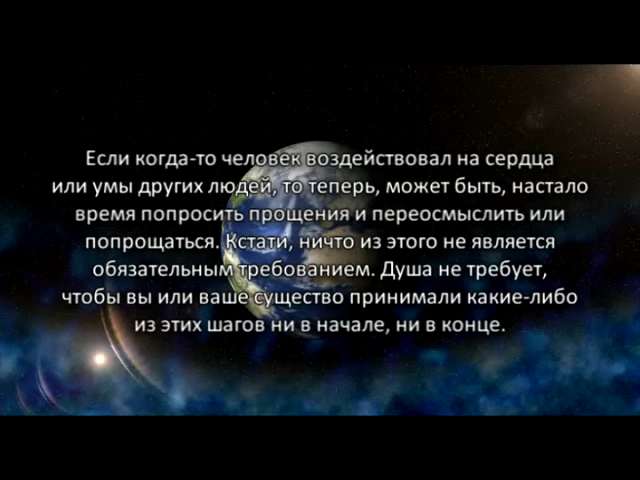 Если когда-то человек воздействовал на сердца
или умы других людей, то теперь, может быть, настало
время попросить прощения и переосмыслить или
попрощаться. Кстати, ничто из этого не является
обязательным требованием. Душа не требует,
чтобы вы или ваше существо принимали какие-либо
из этих шагов ни в начале, ни в конце.